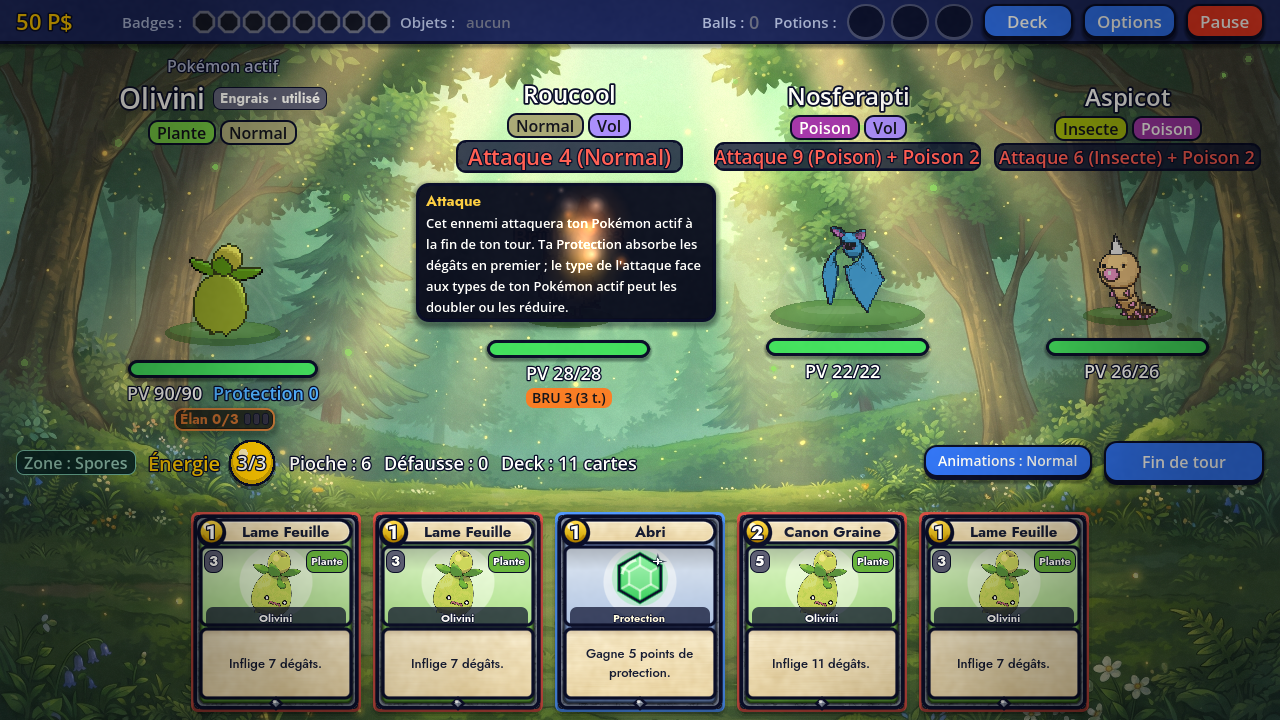 50 P$
Badges :
Objets : aucun
Balls : 0
Potions :
Deck
Options
Pause
Pokémon actif
Olivini
Engrais · utilisé
Plante
Normal
Roucool
Normal
Vol
Attaque 4 (Normal)
Nosferapti
Poison
Vol
Attaque 9 (Poison) + Poison 2
Aspicot
Insecte
Poison
Attaque 6 (Insecte) + Poison 2
Attaque
Cet ennemi attaquera ton Pokémon actif à
la fin de ton tour. Ta Protection absorbe les
dégâts en premier ; le type de l'attaque face
aux types de ton Pokémon actif peut les
doubler ou les réduire.
PV 90/90 Protection 0
Élan 0/3
PV 28/28
BRU 3 (3 t.)
PV 22/22
PV 26/26
Zone : Spores
Énergie
3/3
Pioche : 6
Défausse : 0
Deck : 11 cartes
Animations : Normal
Fin de tour
1
Lame Feuille
3
Plante
Olivini
Inflige 7 dégâts.
1
Lame Feuille
3
Plante
Olivini
Inflige 7 dégâts.
1
Abri
Protection
Gagne 5 points de
protection.
2
Canon Graine
5
Plante
Olivini
Inflige 11 dégâts.
1
Lame Feuille
3
Plante
Olivini
Inflige 7 dégâts.